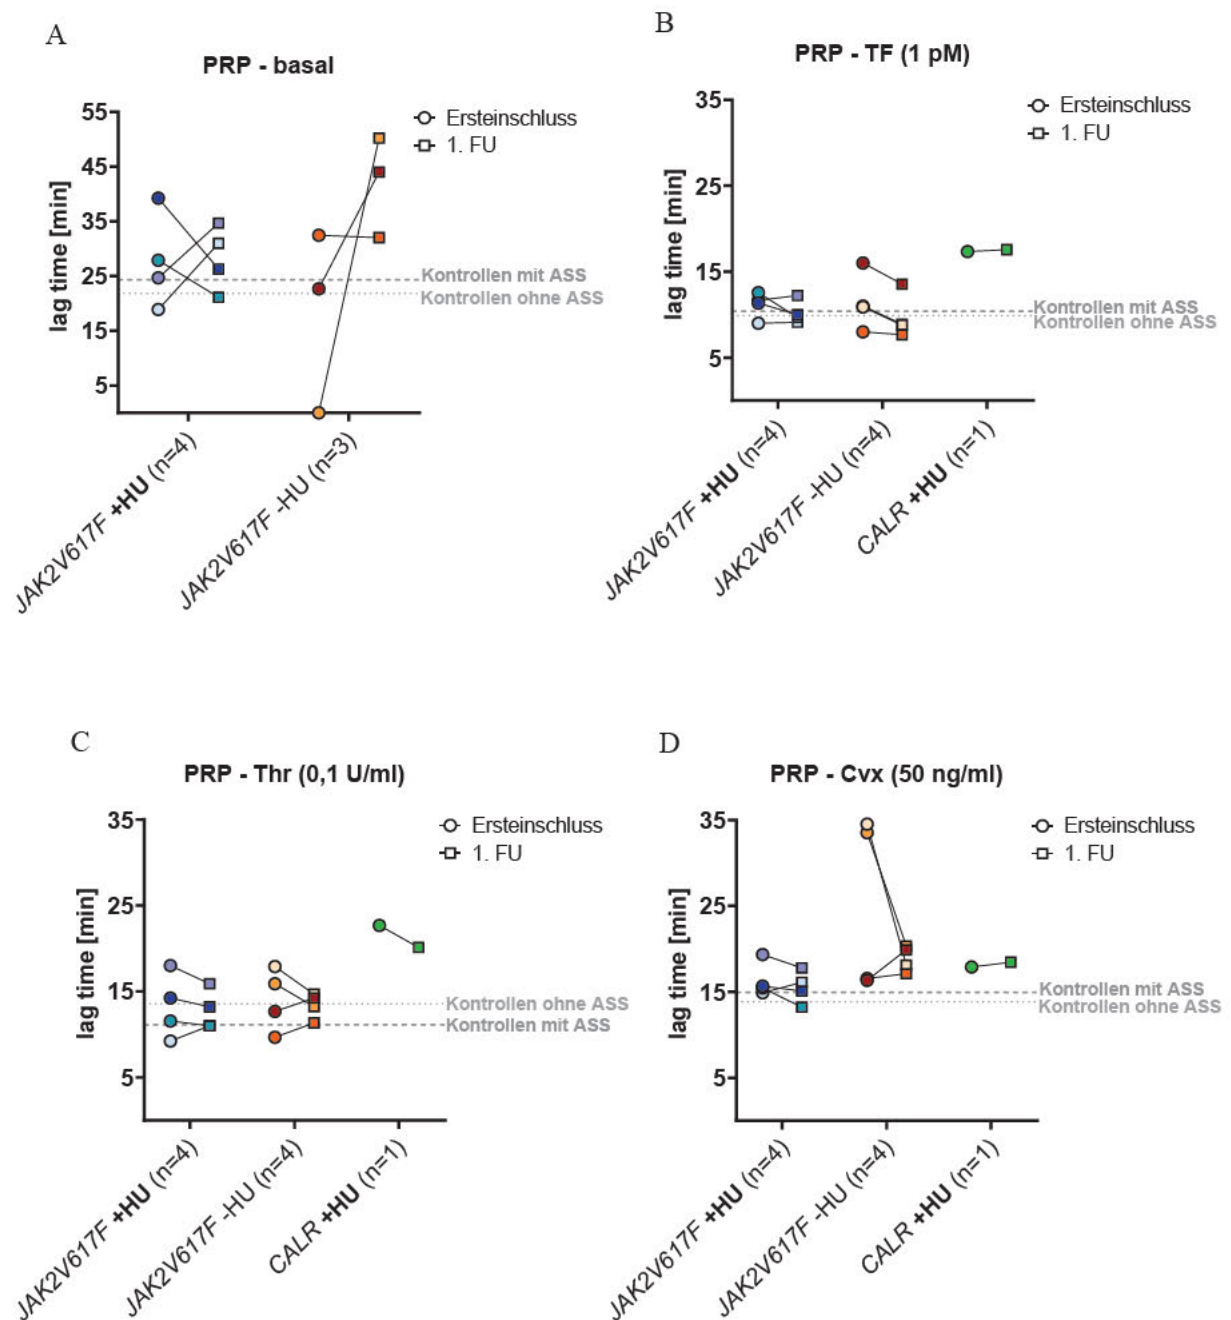 A
PRP - basal
55
45
35
25
15
5
lag time [min]
Ersteinschluss
1. FU
Kontrollen mit ASS
Kontrollen ohne ASS
JAK2V617F +HU (n=4)
JAK2V617F -HU (n=3)
B
PRP - TF (1 pM)
35
25
15
5
lag time [min]
Ersteinschluss
1. FU
Kontrollen mit ASS
Kontrollen ohne ASS
JAK2V617F +HU (n=4)
JAK2V617F -HU (n=4)
CALR +HU (n=1)
C
PRP - Thr (0,1 U/ml)
35
25
15
5
lag time [min]
Ersteinschluss
1. FU
Kontrollen ohne ASS
Kontrollen mit ASS
JAK2V617F +HU (n=4)
JAK2V617F -HU (n=4)
CALR +HU (n=1)
D
PRP - Cvx (50 ng/ml)
35
25
15
5
lag time [min]
Ersteinschluss
1. FU
Kontrollen mit ASS
Kontrollen ohne ASS
JAK2V617F +HU (n=4)
JAK2V617F -HU (n=4)
CALR +HU (n=1)